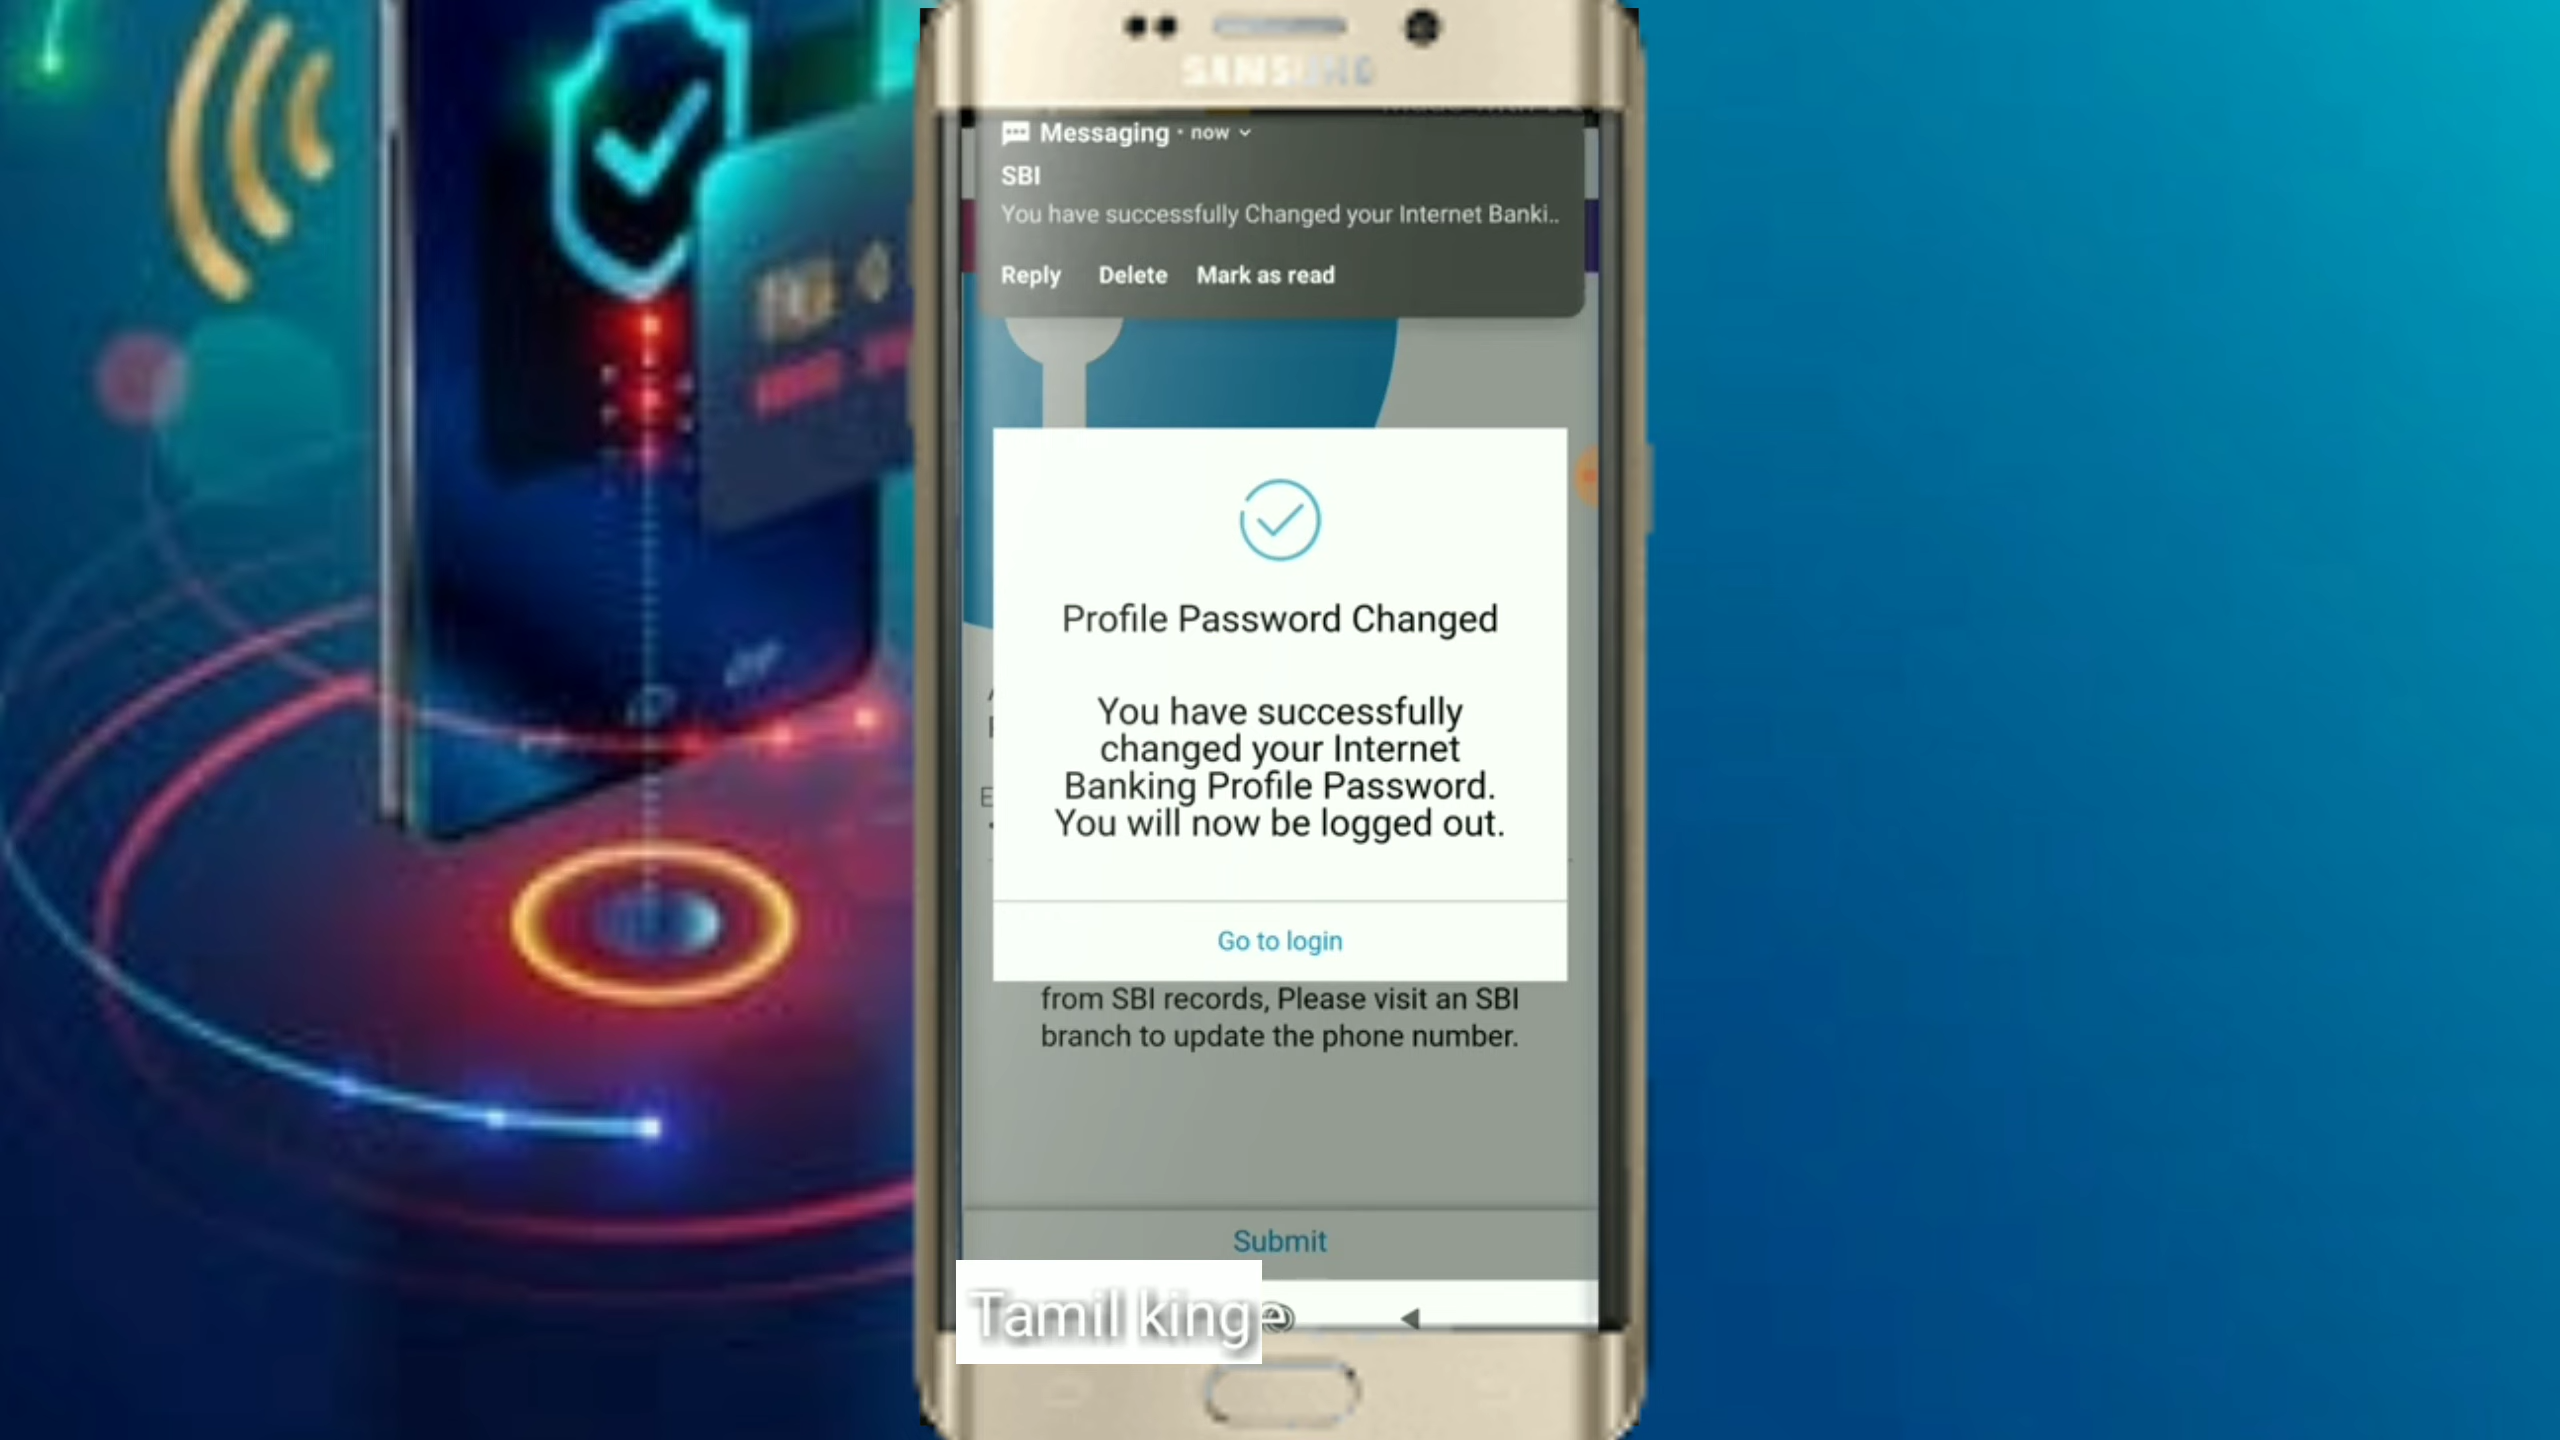 SAMSUNG
Messaging · now
SBI
You have successfully Changed your Internet Banki..
Reply Delete Mark as read
Profile Password Changed
You have successfully
changed your Internet
Banking Profile Password.
You will now be logged out.
Go to login
from SBI records, Please visit an SBI
branch to update the phone number.
Submit
Tamil kinge